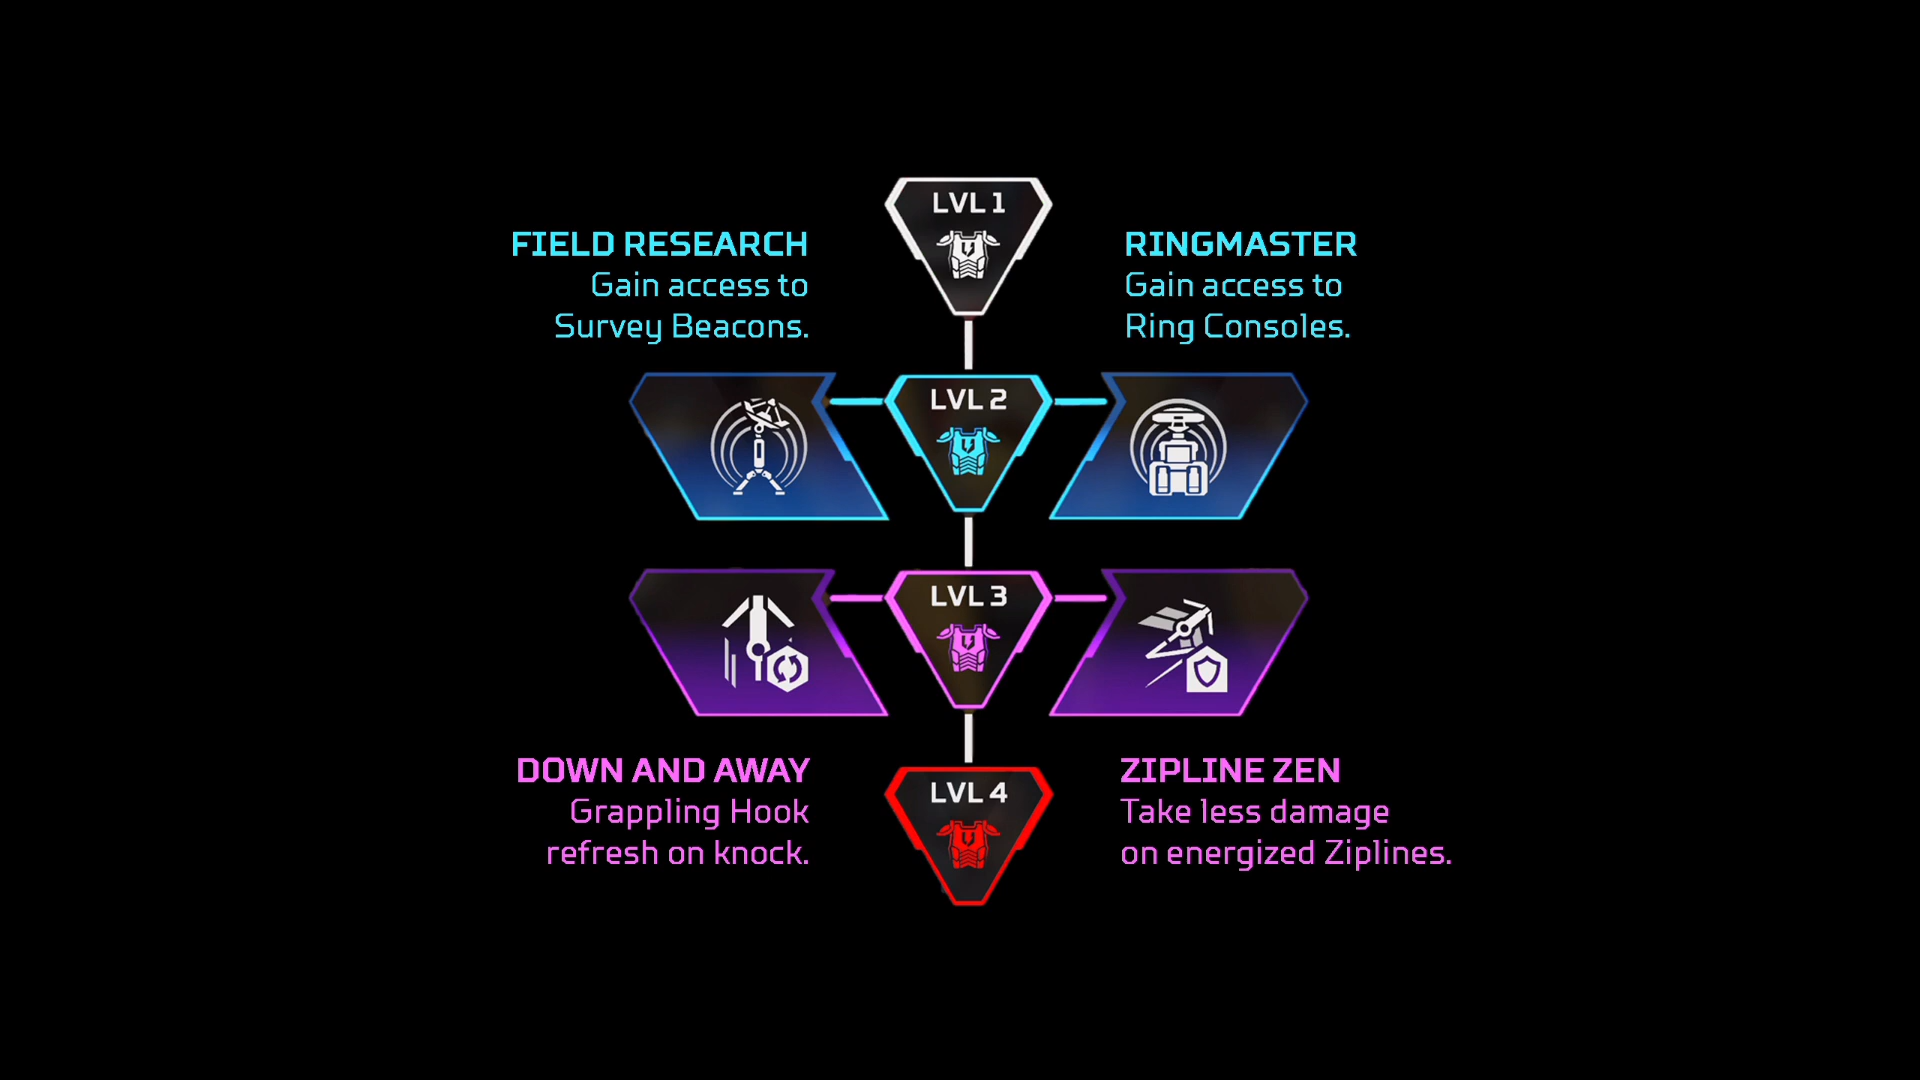 LVL 1
FIELD RESEARCH
Gain access to
Survey Beacons.
RINGMASTER
Gain access to
Ring Consoles.
LVL 2
LVL 3
DOWN AND AWAY
Grappling Hook
refresh on knock.
ZIPLINE ZEN
Take less damage
on energized Ziplines.
LVL 4